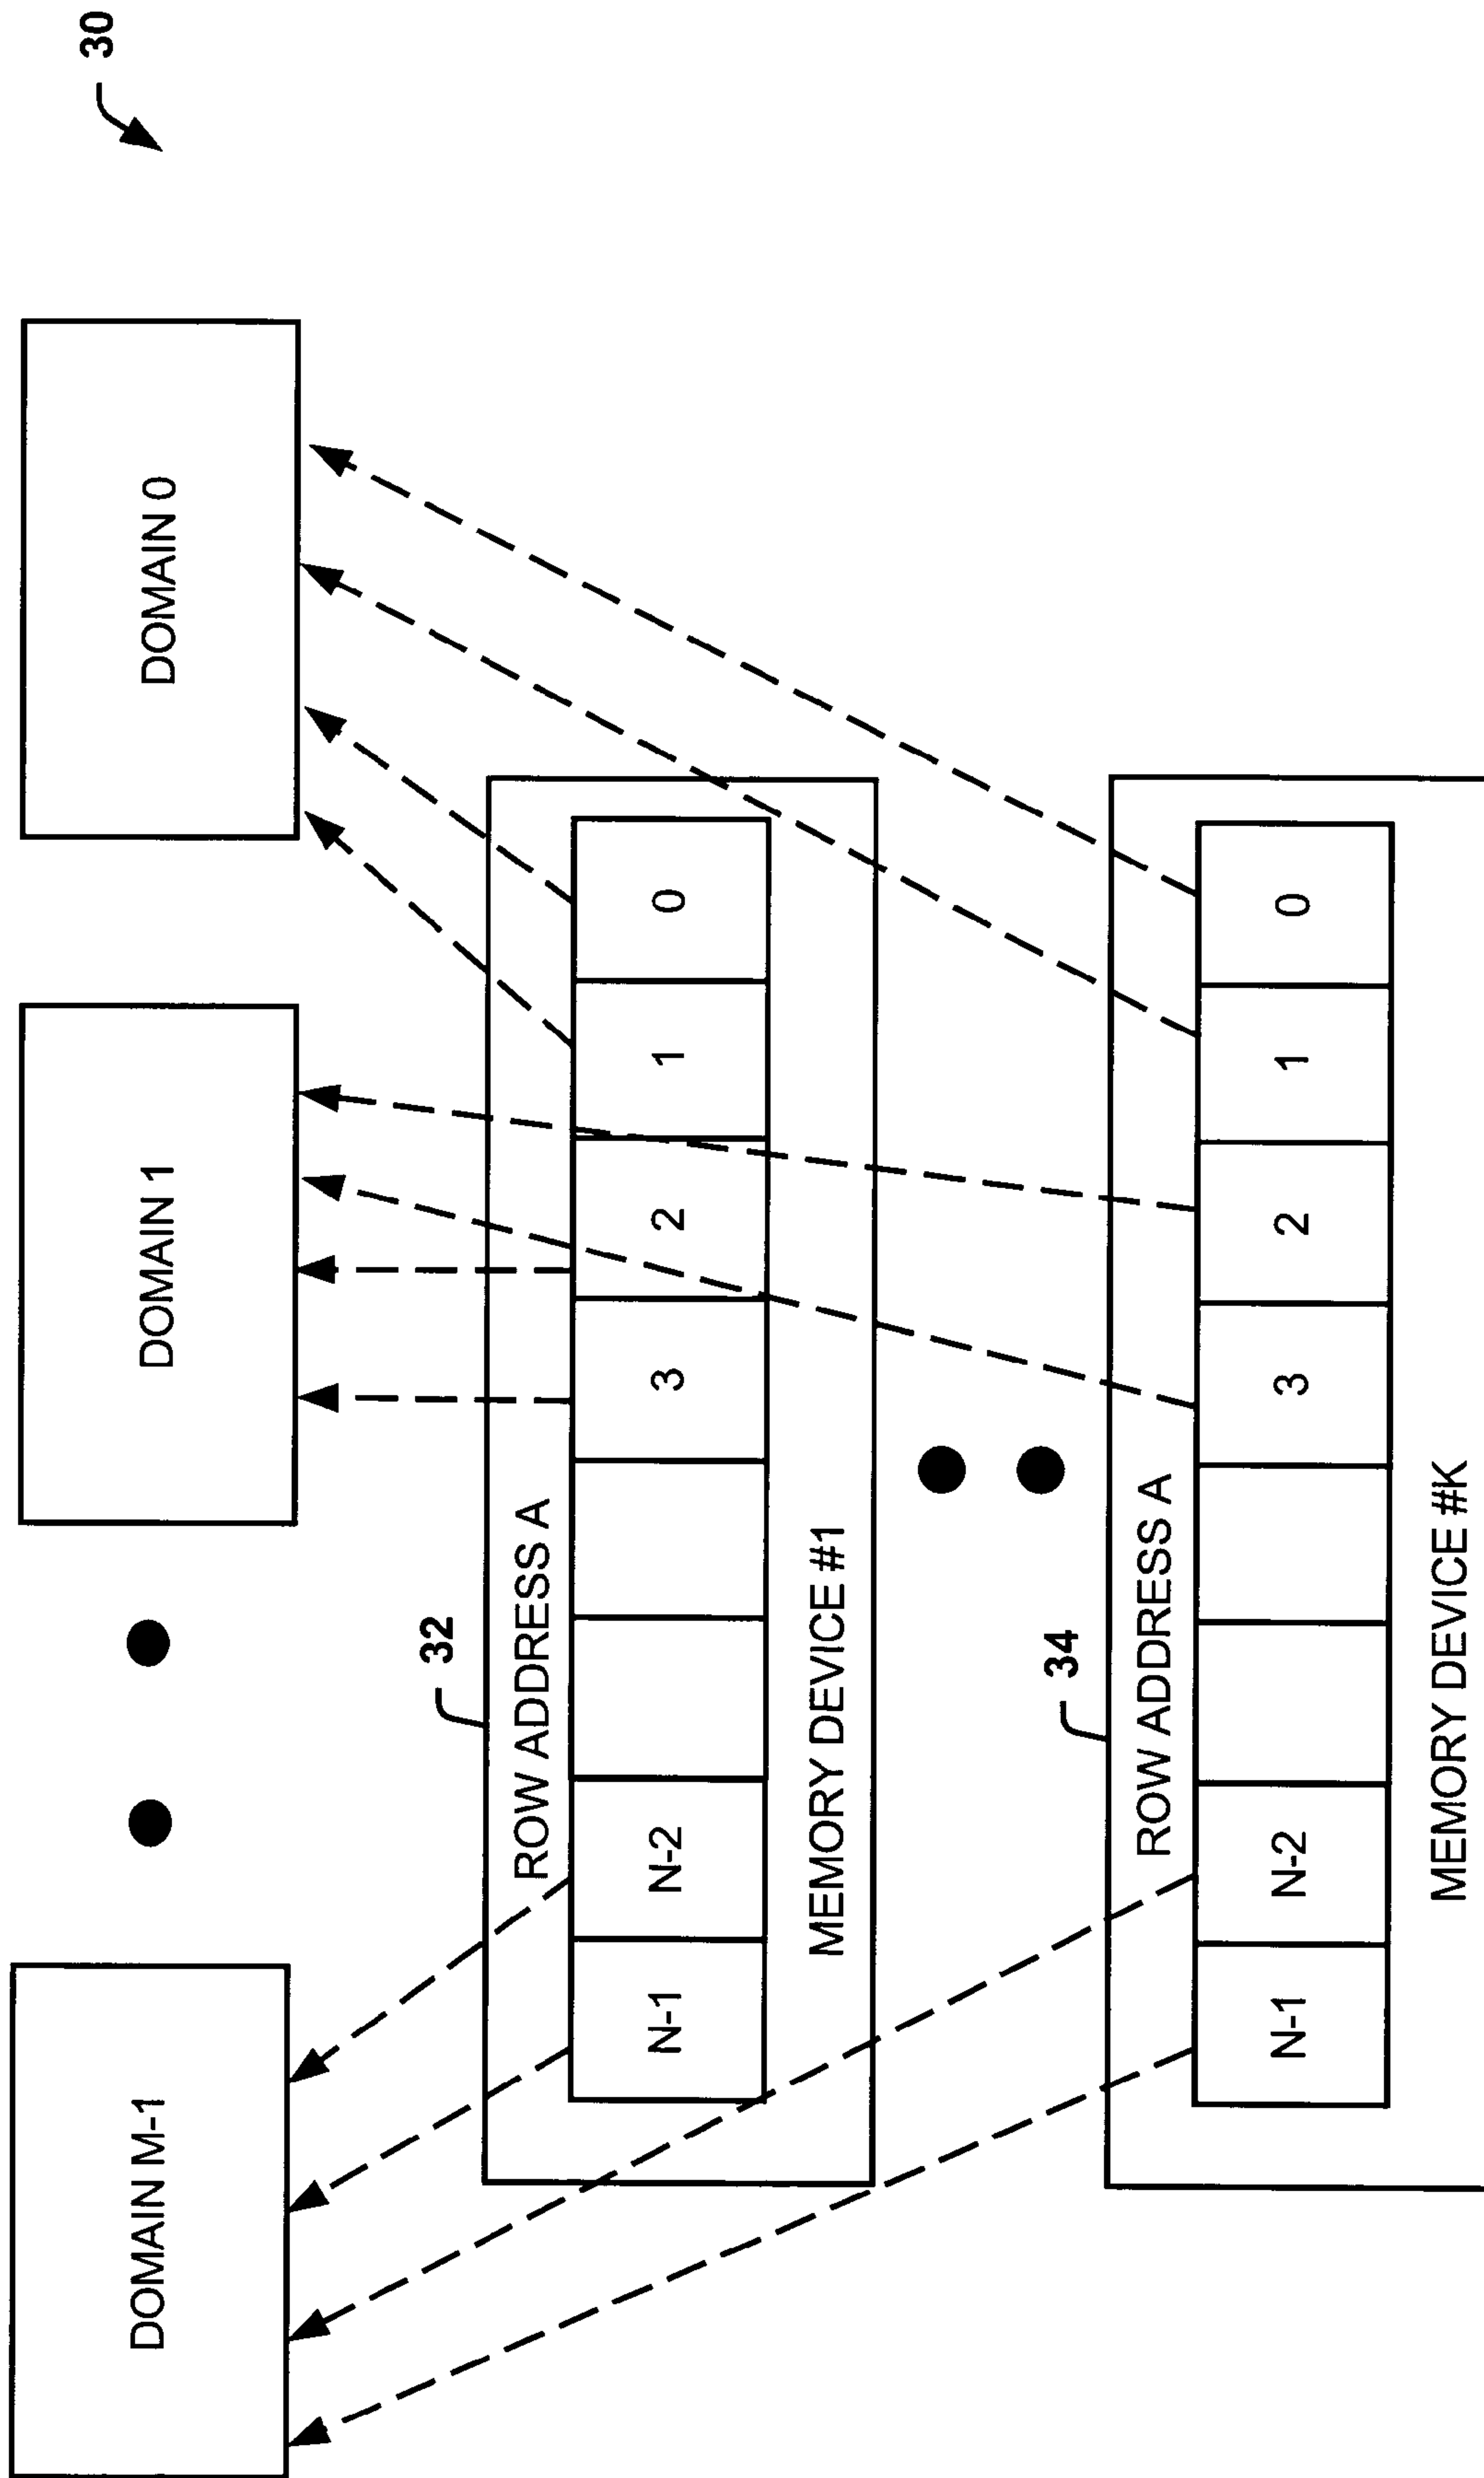 30
DOMAIN M-1
DOMAIN 1
DOMAIN 0
32
ROW ADDRESS A
N-1
N-2
3
2
1
0
MEMORY DEVICE #1
34
ROW ADDRESS A
N-1
N-2
3
2
1
0
MEMORY DEVICE #K